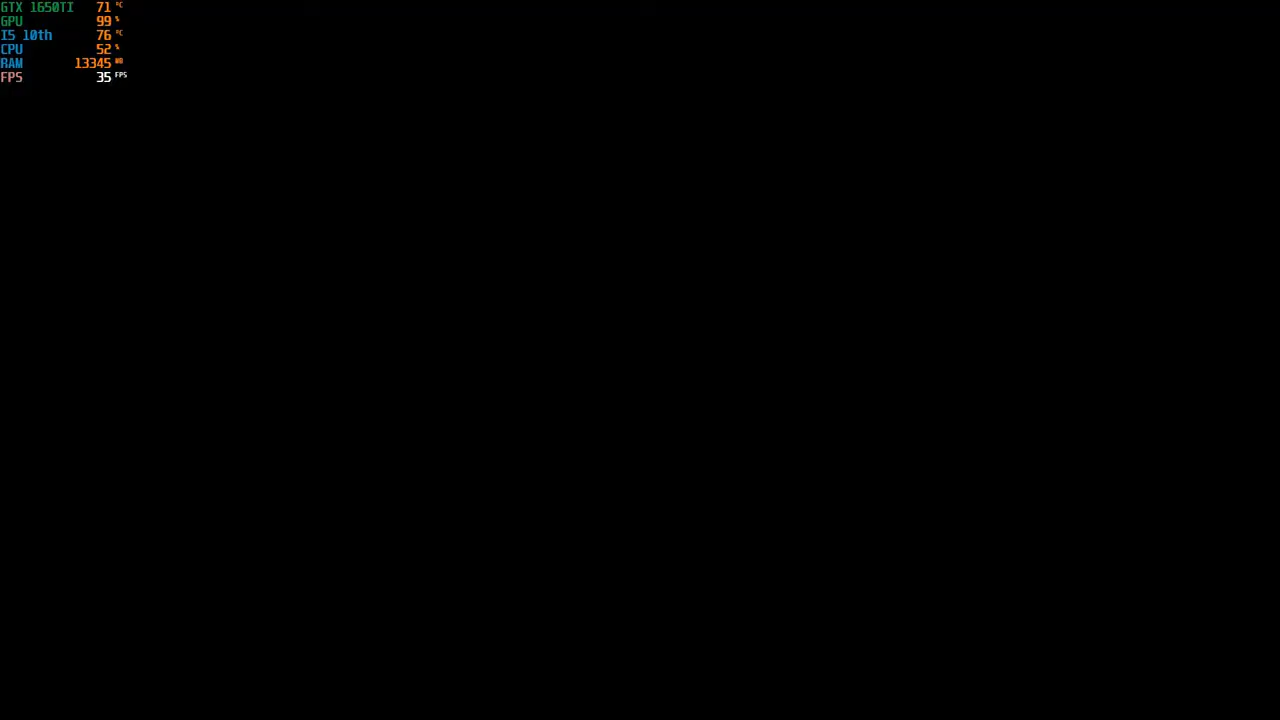 GTX 1650TI 71 °C
GPU 99 %
I5 10th 76 °C
CPU 52 %
RAM 13345 MB
FPS 35 FPS